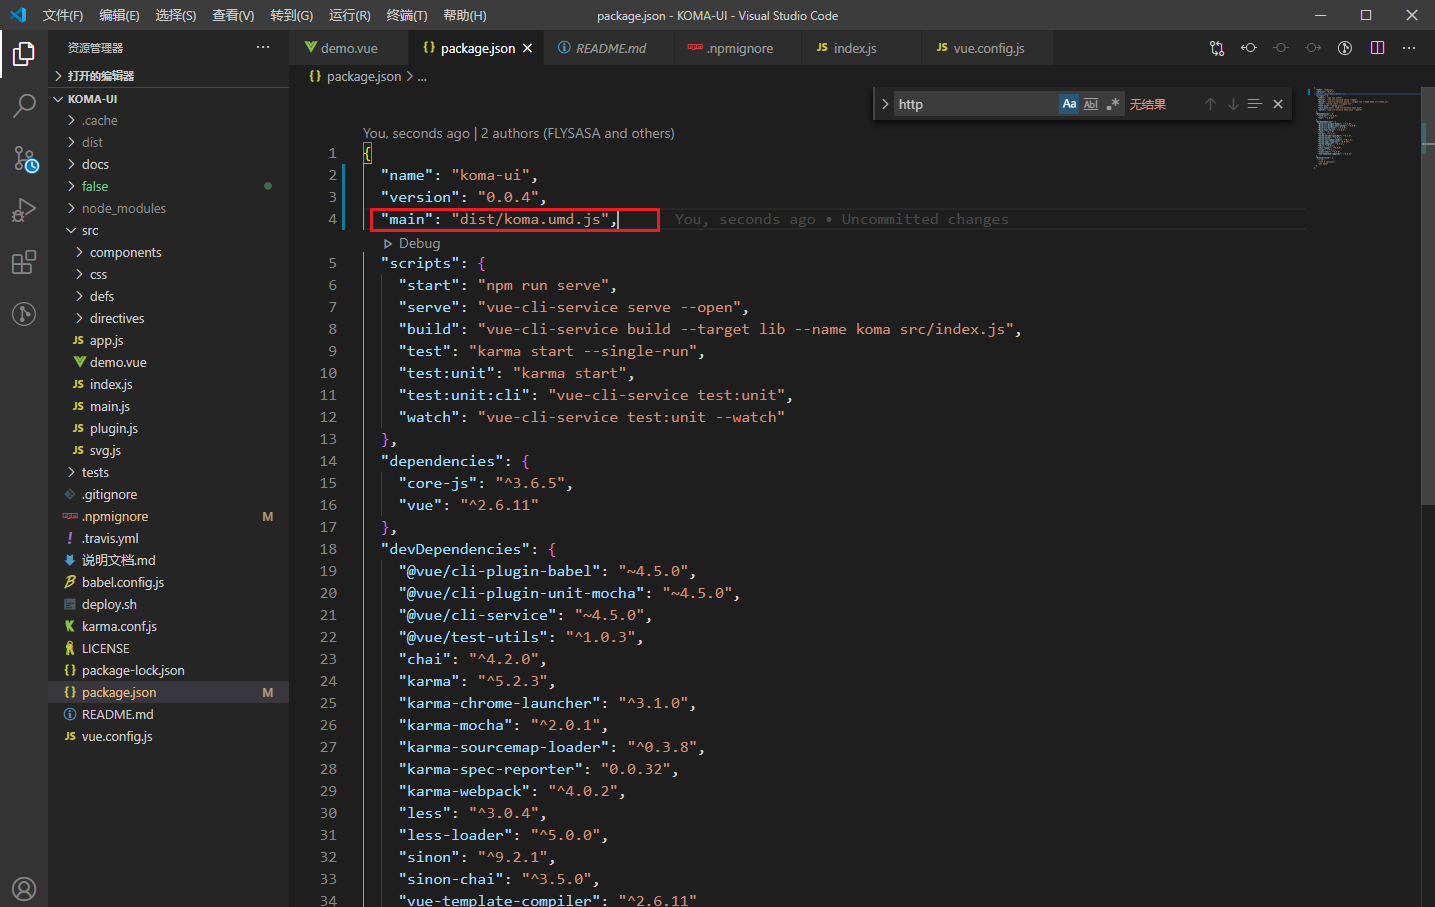 文件(F) 编辑(E) 选择(S) 查看(V) 转到(G) 运行(R) 终端(T) 帮助(H) package.json - KOMA-UI - Visual Studio Code
资源管理器
打开的编辑器
KOMA-UI
.cache
dist
docs
false
node_modules
src
components
css
defs
directives
app.js
demo.vue
index.js
main.js
plugin.js
svg.js
tests
.gitignore
.npmignore M
.travis.yml
说明文档.md
babel.config.js
deploy.sh
karma.conf.js
LICENSE
package-lock.json
package.json M
README.md
vue.config.js
demo.vue package.json README.md .npmignore index.js vue.config.js
package.json > ...
http Aa Abl .* 无结果
You, seconds ago | 2 authors (FLYSASA and others)
1 {
2 "name": "koma-ui",
3 "version": "0.0.4",
4 "main": "dist/koma.umd.js", You, seconds ago • Uncommitted changes
Debug
5 "scripts": {
6 "start": "npm run serve",
7 "serve": "vue-cli-service serve --open",
8 "build": "vue-cli-service build --target lib --name koma src/index.js",
9 "test": "karma start --single-run",
10 "test:unit": "karma start",
11 "test:unit:cli": "vue-cli-service test:unit",
12 "watch": "vue-cli-service test:unit --watch"
13 },
14 "dependencies": {
15 "core-js": "^3.6.5",
16 "vue": "^2.6.11"
17 },
18 "devDependencies": {
19 "@vue/cli-plugin-babel": "~4.5.0",
20 "@vue/cli-plugin-unit-mocha": "~4.5.0",
21 "@vue/cli-service": "~4.5.0",
22 "@vue/test-utils": "^1.0.3",
23 "chai": "^4.2.0",
24 "karma": "^5.2.3",
25 "karma-chrome-launcher": "^3.1.0",
26 "karma-mocha": "^2.0.1",
27 "karma-sourcemap-loader": "^0.3.8",
28 "karma-spec-reporter": "0.0.32",
29 "karma-webpack": "^4.0.2",
30 "less": "^3.0.4",
31 "less-loader": "^5.0.0",
32 "sinon": "^9.2.1",
33 "sinon-chai": "^3.5.0",
34 "vue-template-compiler": "^2.6.11"